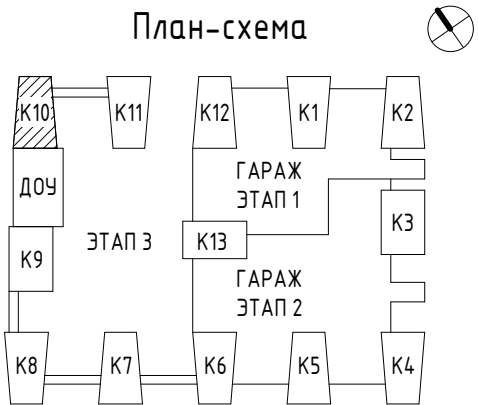 План-схема
К10 К11 К12 К1 К2
ГАРАЖ
ЭТАП 1
ДОУ
К3
ЭТАП 3
К13
К9
ГАРАЖ
ЭТАП 2
К8 К7 К6 К5 К4